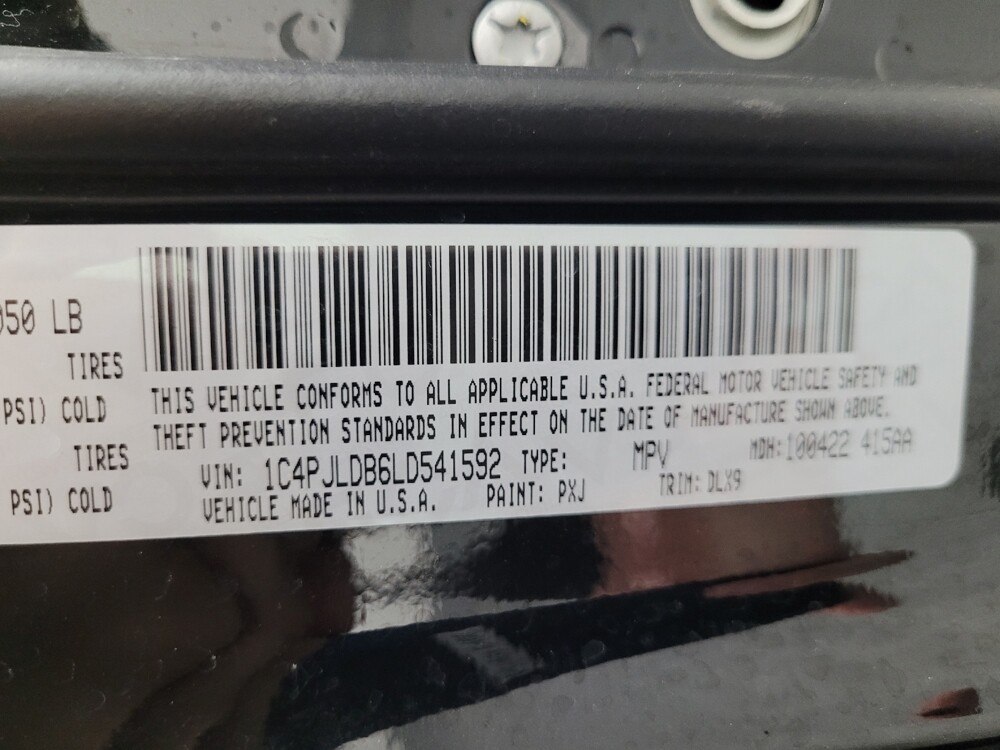 050 LB
TIRES
PSI) COLD
TIRES
PSI) COLD
THIS VEHICLE CONFORMS TO ALL APPLICABLE U.S.A. FEDERAL MOTOR VEHICLE SAFETY AND
THEFT PREVENTION STANDARDS IN EFFECT ON THE DATE OF MANUFACTURE SHOWN ABOVE.
VIN: 1C4PJLDB6LD541592 TYPE: MPV MDH:100422 415AA
VEHICLE MADE IN U.S.A. PAINT: PXJ TRIM: DLX9